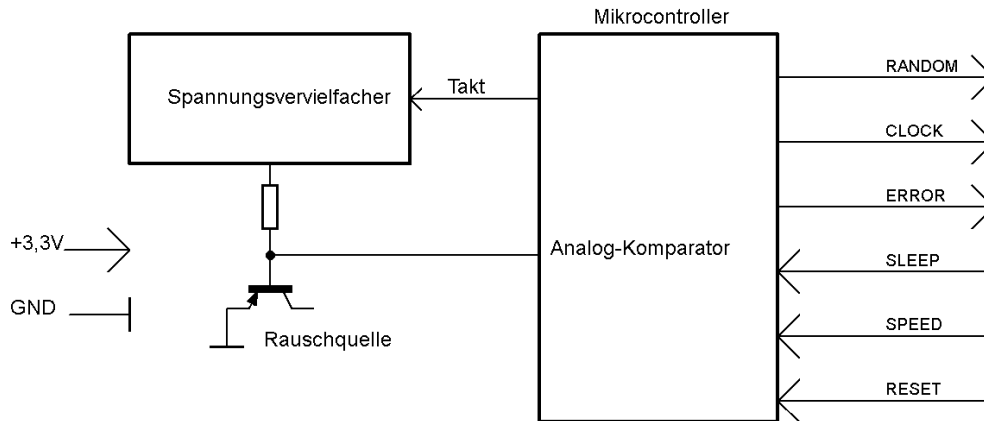 Mikrocontroller
Spannungsvervielfacher
Takt
RANDOM
CLOCK
ERROR
+3,3V
Analog-Komparator
SLEEP
GND
Rauschquelle
SPEED
RESET